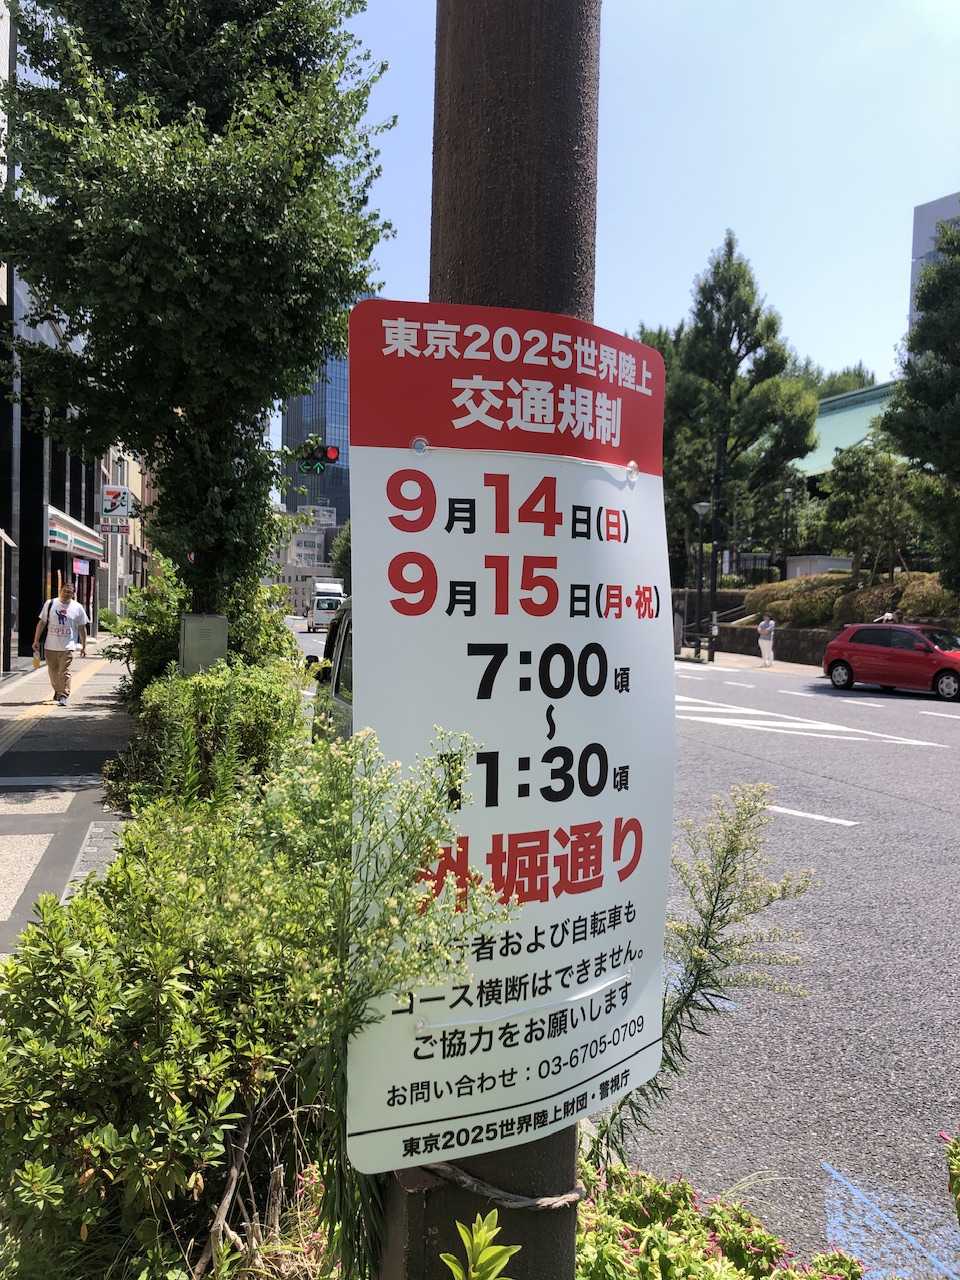 東京2025世界陸上
交通規制
9月14日(日)
9月15日(月・祝)
7:00頃
〜
11:30頃
外堀通り
行者および自転車も
コース横断はできません。
ご協力をお願いします
お問い合わせ：03-6705-0709
東京2025世界陸上財団・警視庁